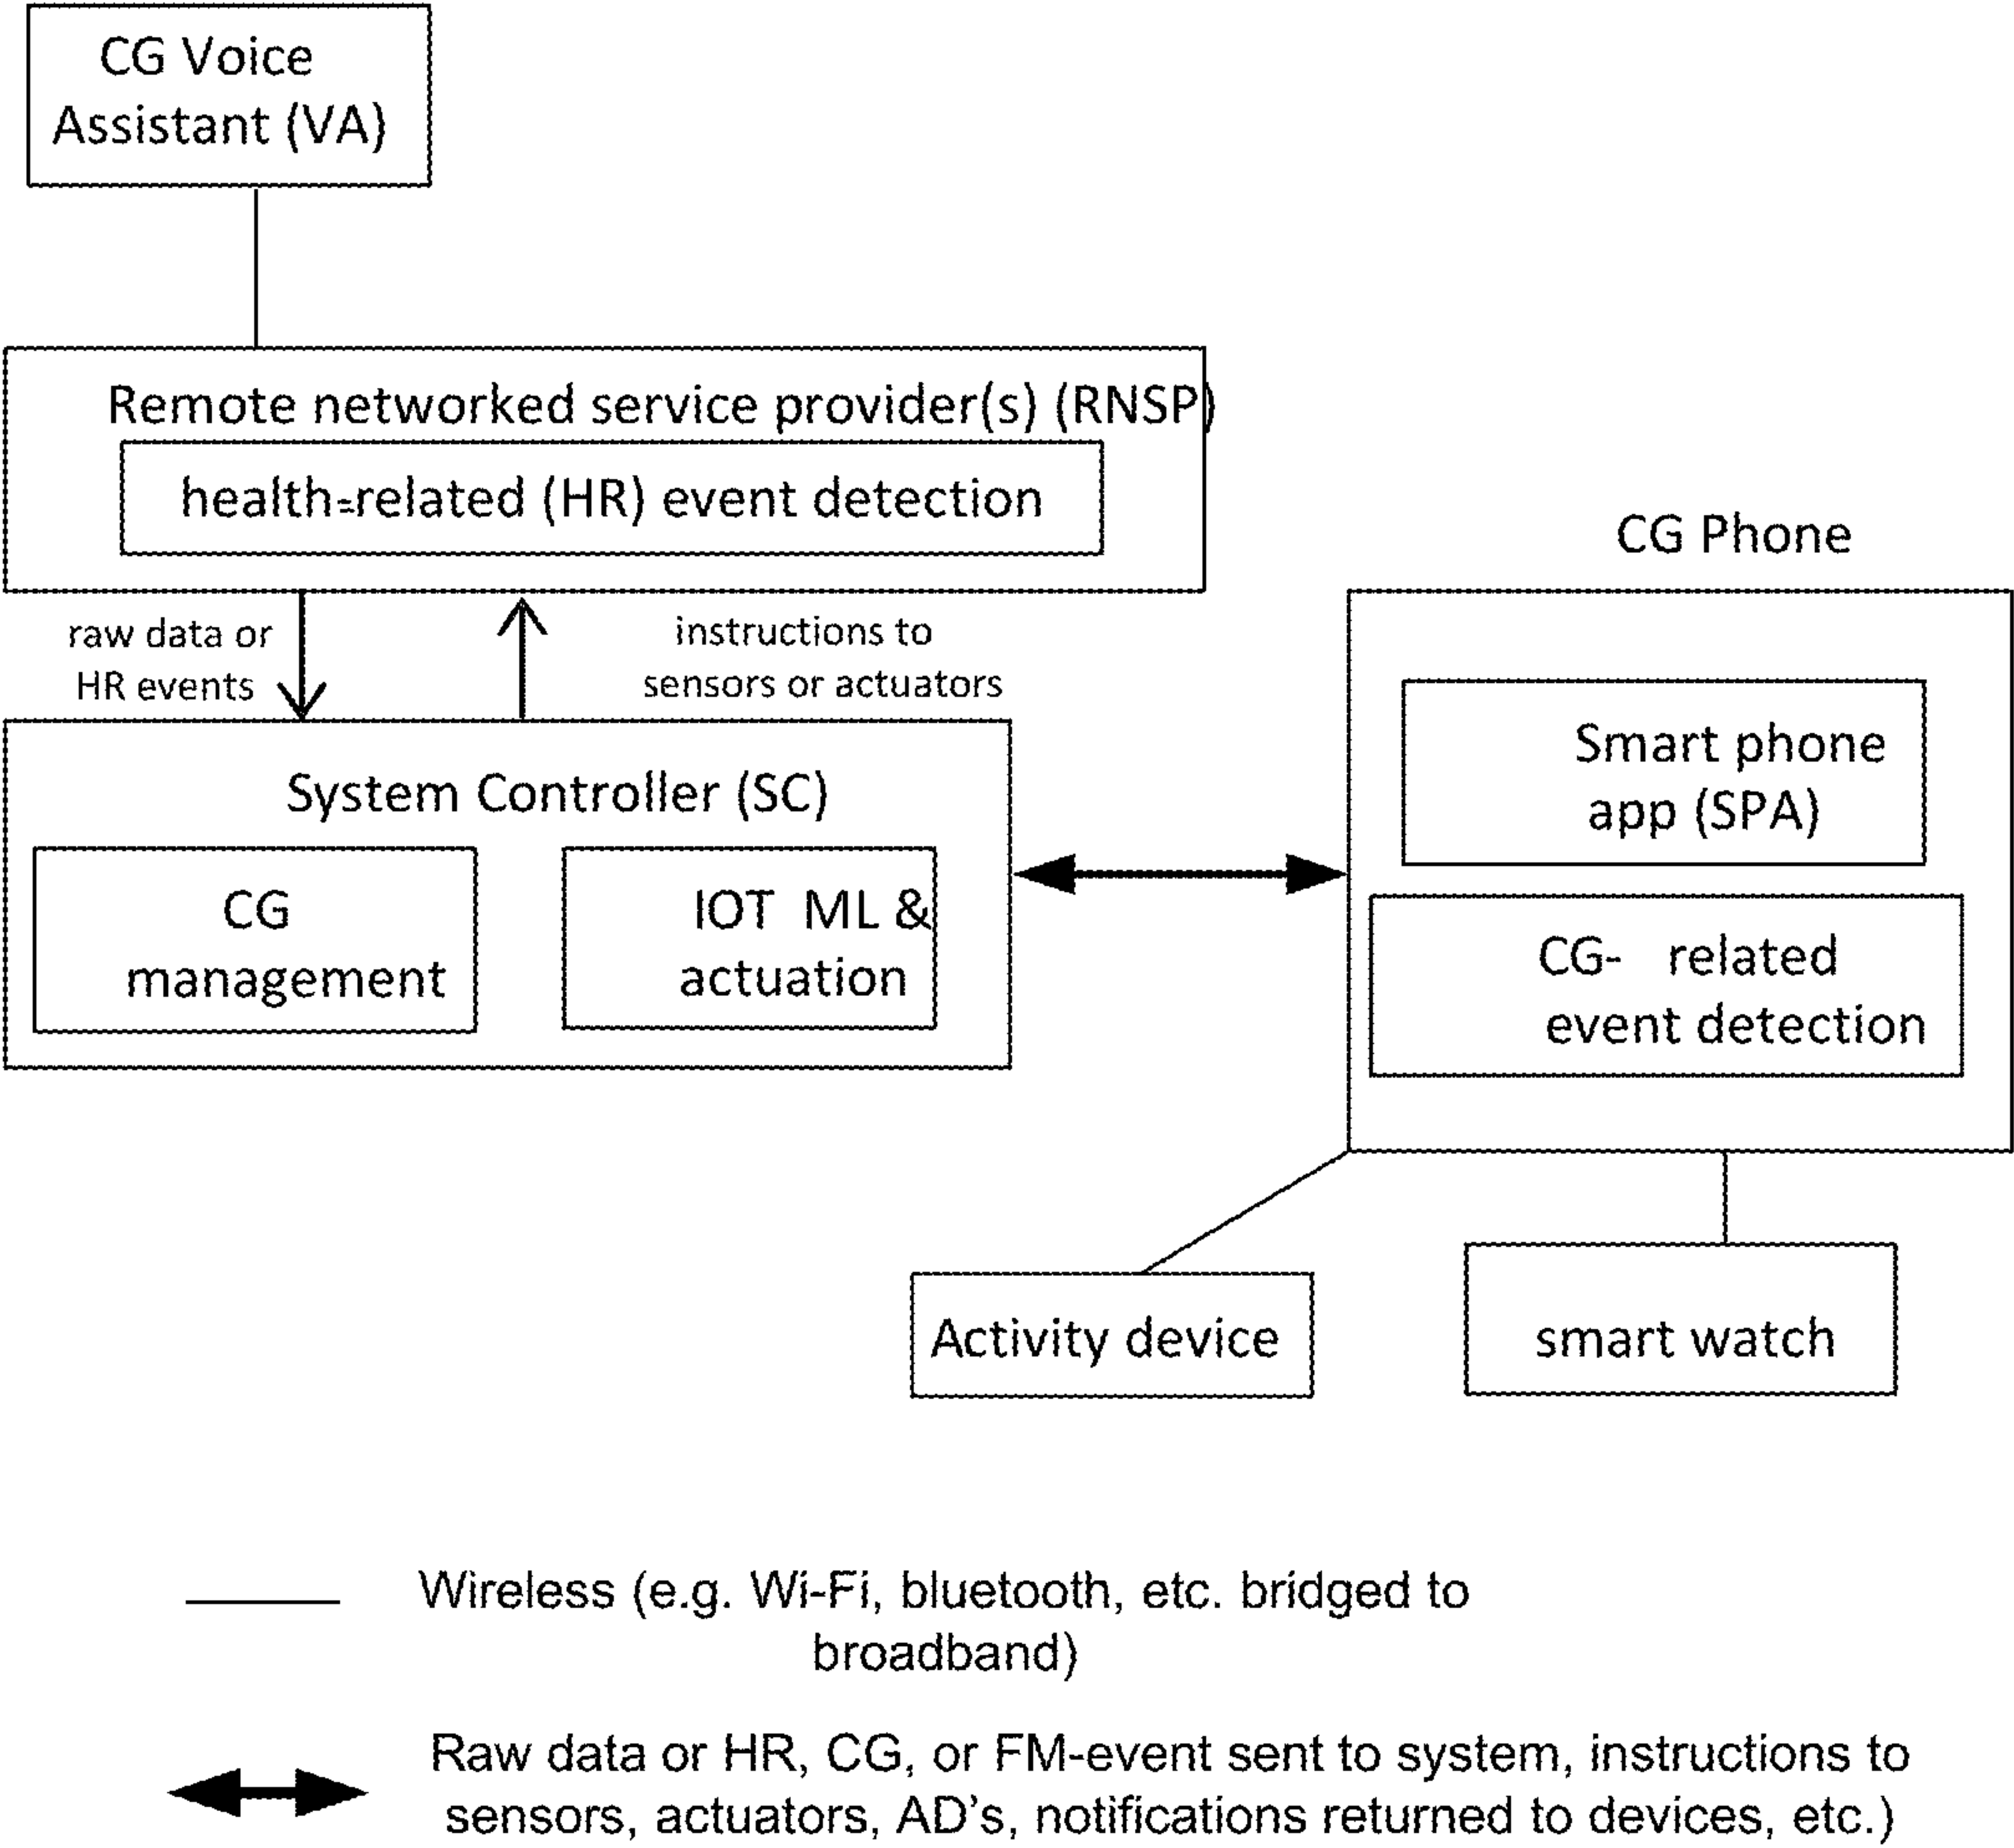 CG Voice
Assistant (VA)
Remote networked service provider(s) (RNSP)
health-related (HR) event detection
raw data or
HR events
instructions to
sensors or actuators
System Controller (SC)
CG
management
IOT ML &
actuation
CG Phone
Smart phone
app (SPA)
CG- related
event detection
Activity device
smart watch
Wireless (e.g. Wi-Fi, bluetooth, etc. bridged to
broadband)
Raw data or HR, CG, or FM-event sent to system, instructions to
sensors, actuators, AD's, notifications returned to devices, etc.)